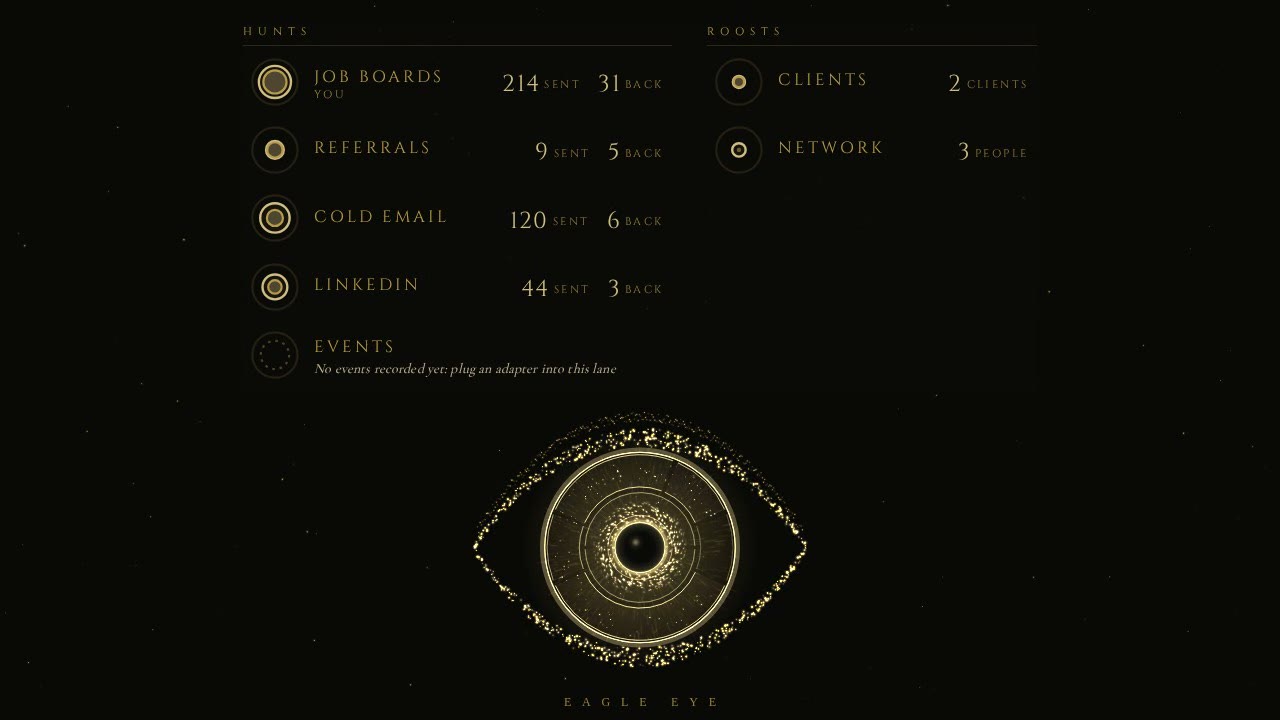 HUNTS
JOB BOARDS 214 SENT 31 BACK
YOU
REFERRALS 9 SENT 5 BACK
COLD EMAIL 120 SENT 6 BACK
LINKEDIN 44 SENT 3 BACK
EVENTS
No events recorded yet: plug an adapter into this lane
ROOSTS
CLIENTS 2 CLIENTS
NETWORK 3 PEOPLE
EAGLE EYE